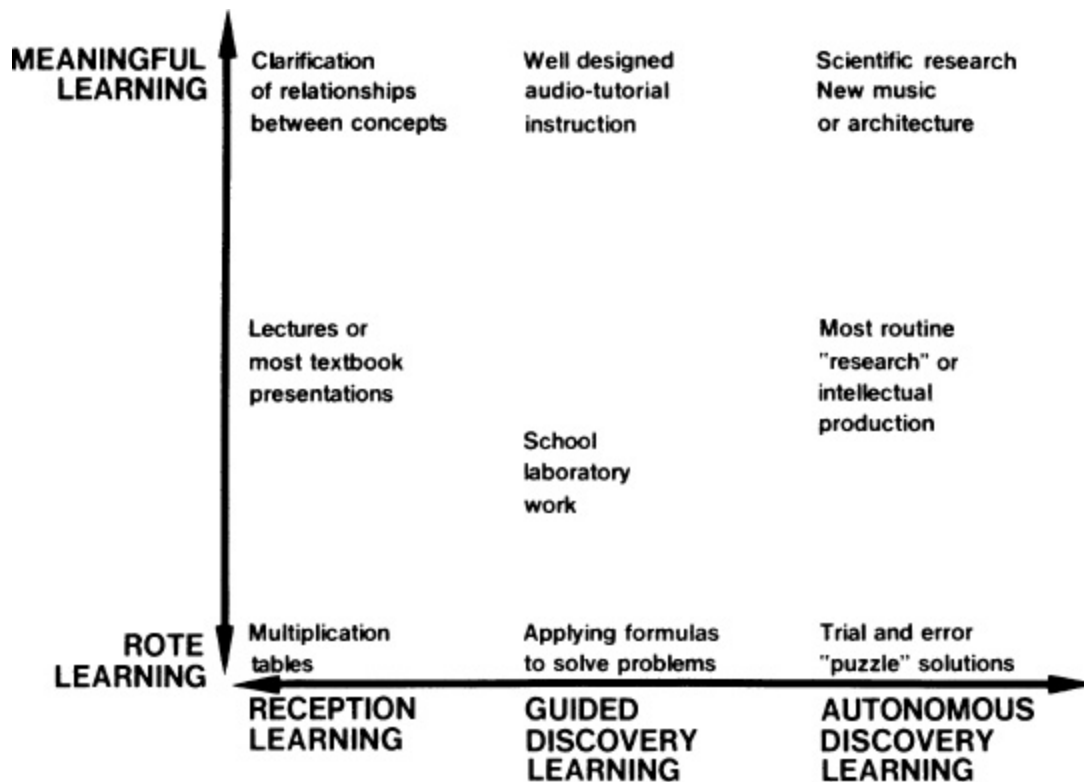 MEANINGFUL
LEARNING
Clarification
of relationships
between concepts
Well designed
audio-tutorial
instruction
Scientific research
New music
or architecture
Lectures or
most textbook
presentations
Most routine
"research" or
intellectual
production
School
laboratory
work
ROTE
LEARNING
Multiplication
tables
Applying formulas
to solve problems
Trial and error
"puzzle" solutions
RECEPTION
LEARNING
GUIDED
DISCOVERY
LEARNING
AUTONOMOUS
DISCOVERY
LEARNING